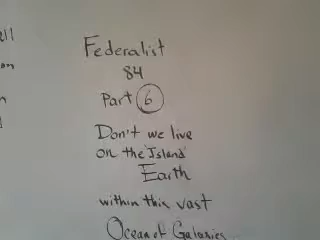 Federalist
84
Part 6
Don't we live
on the 'Island'
Earth
within this vast
Ocean of Galaxies